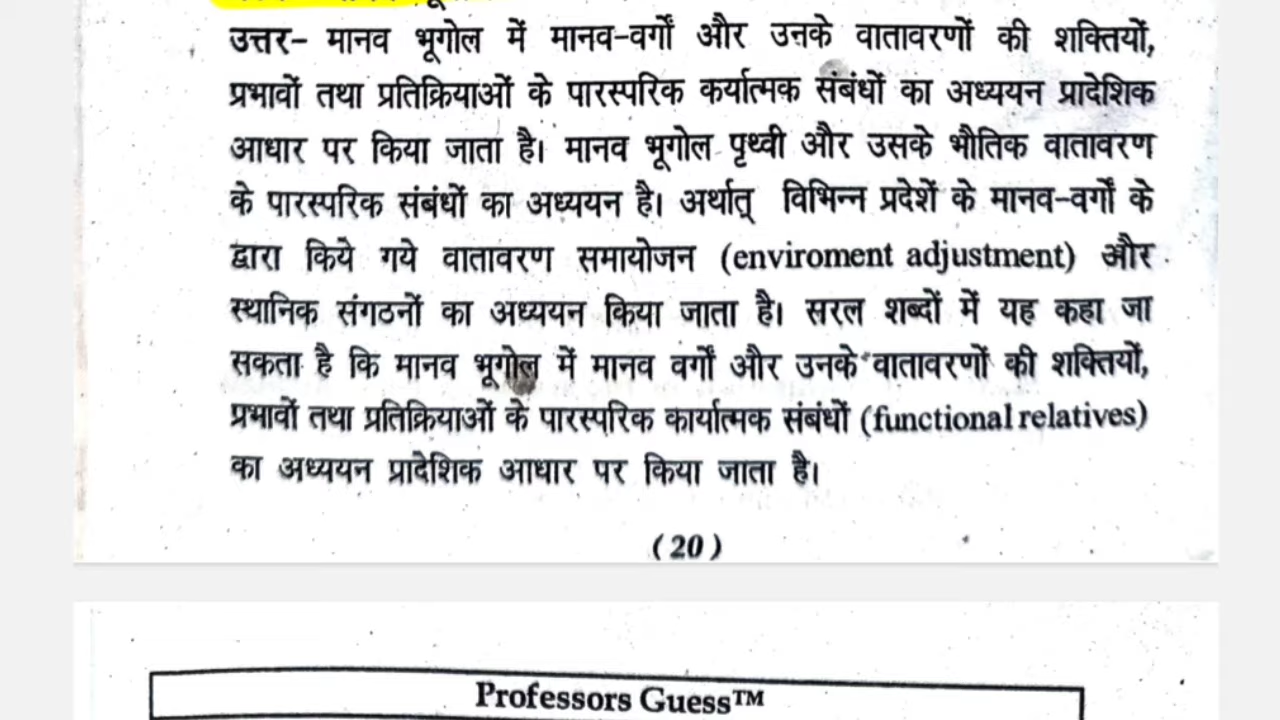 उत्तर– मानव भूगोल में मानव-वर्गों और उनके वातावरणों की शक्तियों,
प्रभावों तथा प्रतिक्रियाओं के पारस्परिक कर्यात्मक संबंधों का अध्ययन प्रादेशिक
आधार पर किया जाता है। मानव भूगोल पृथ्वी और उसके भौतिक वातावरण
के पारस्परिक संबंधों का अध्ययन है। अर्थात् विभिन्न प्रदेशें के मानव-वर्गों के
द्वारा किये गये वातावरण समायोजन (enviroment adjustment) और
स्थानिक संगठनों का अध्ययन किया जाता है। सरल शब्दों में यह कहा जा
सकता है कि मानव भूगोल में मानव वर्गों और उनके वातावरणों की शक्तियों,
प्रभावों तथा प्रतिक्रियाओं के पारस्परिक कार्यात्मक संबंधों (functional relatives)
का अध्ययन प्रादेशिक आधार पर किया जाता है।
(20)
Professors Guess™